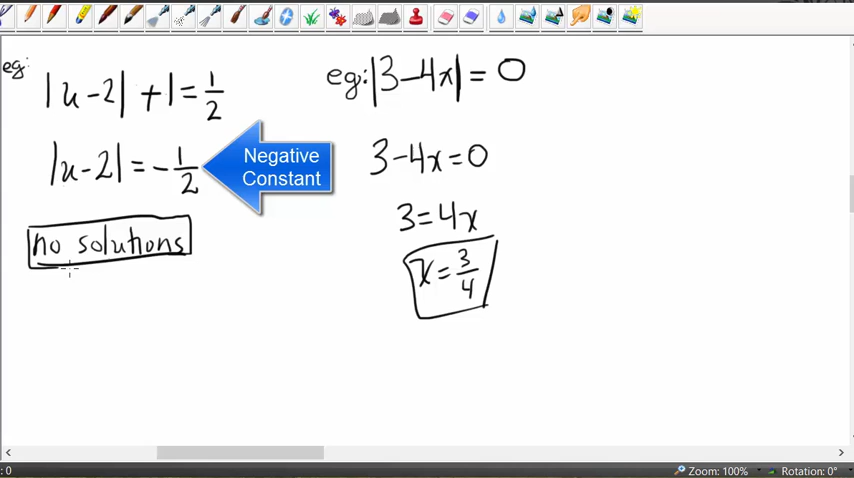 eg:
|u-2| + 1 = 1/2
|u-2| = -1/2
Negative
Constant
no solutions
eg: |3-4x| = 0
3-4x=0
3=4x
x=3/4
: 0
Zoom: 100%
Rotation: 0°